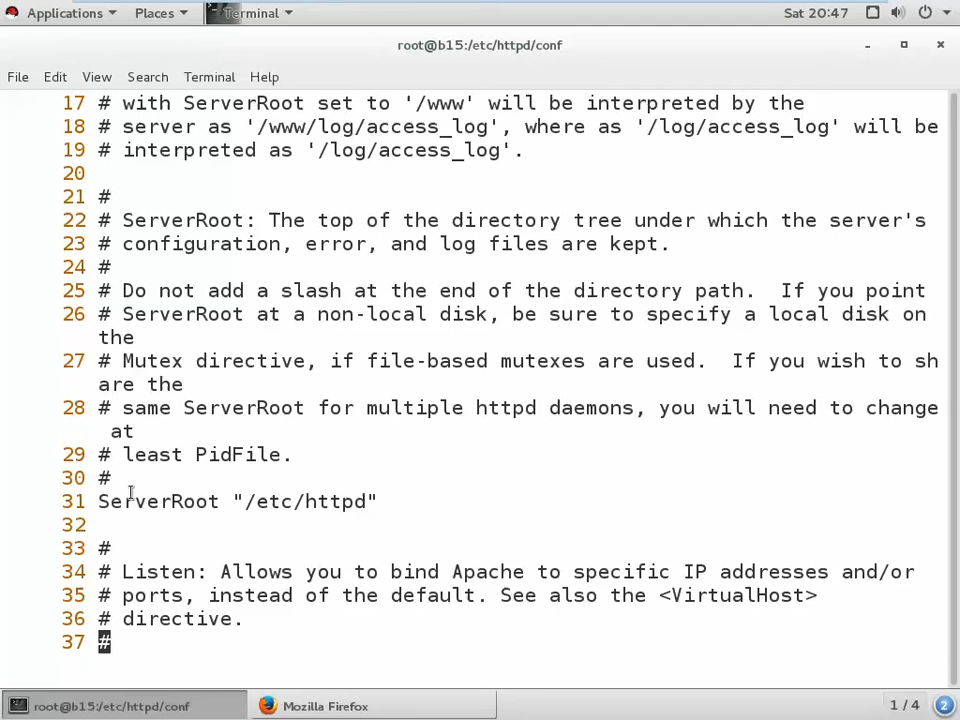 Applications Places Terminal Sat 20:47
root@b15:/etc/httpd/conf
File Edit View Search Terminal Help
17 # with ServerRoot set to '/www' will be interpreted by the
18 # server as '/www/log/access_log', where as '/log/access_log' will be
19 # interpreted as '/log/access_log'.
20
21 #
22 # ServerRoot: The top of the directory tree under which the server's
23 # configuration, error, and log files are kept.
24 #
25 # Do not add a slash at the end of the directory path.  If you point
26 # ServerRoot at a non-local disk, be sure to specify a local disk on
the
27 # Mutex directive, if file-based mutexes are used.  If you wish to sh
are the
28 # same ServerRoot for multiple httpd daemons, you will need to change
at
29 # least PidFile.
30 #
31 ServerRoot "/etc/httpd"
32
33 #
34 # Listen: Allows you to bind Apache to specific IP addresses and/or
35 # ports, instead of the default. See also the <VirtualHost>
36 # directive.
37 #
root@b15:/etc/httpd/conf Mozilla Firefox 1 / 4 2